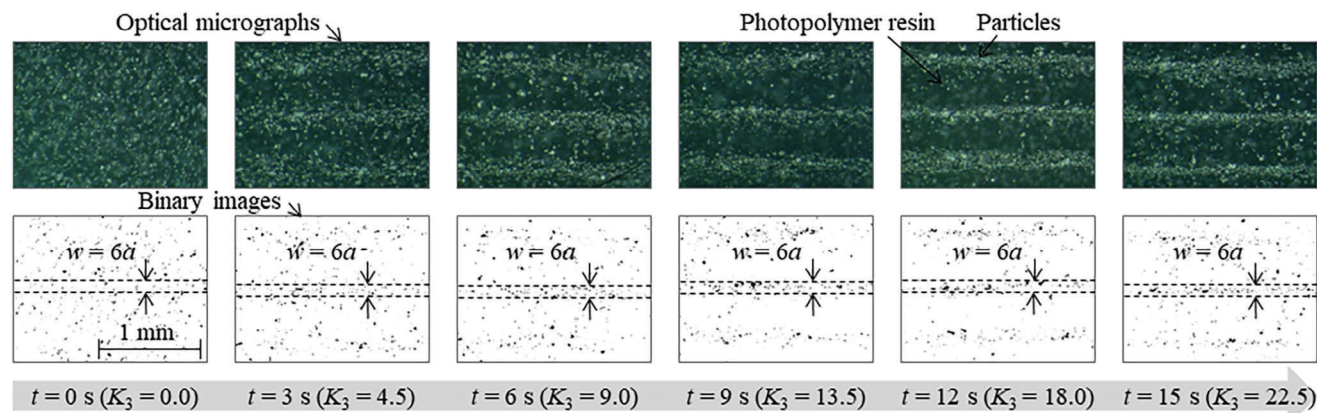 Optical micrographs
Photopolymer resin
Particles
Binary images
w = 6a
w = 6a
w = 6a
w = 6a
w = 6a
w = 6a
1 mm
t = 0 s (K₃ = 0.0)
t = 3 s (K₃ = 4.5)
t = 6 s (K₃ = 9.0)
t = 9 s (K₃ = 13.5)
t = 12 s (K₃ = 18.0)
t = 15 s (K₃ = 22.5)